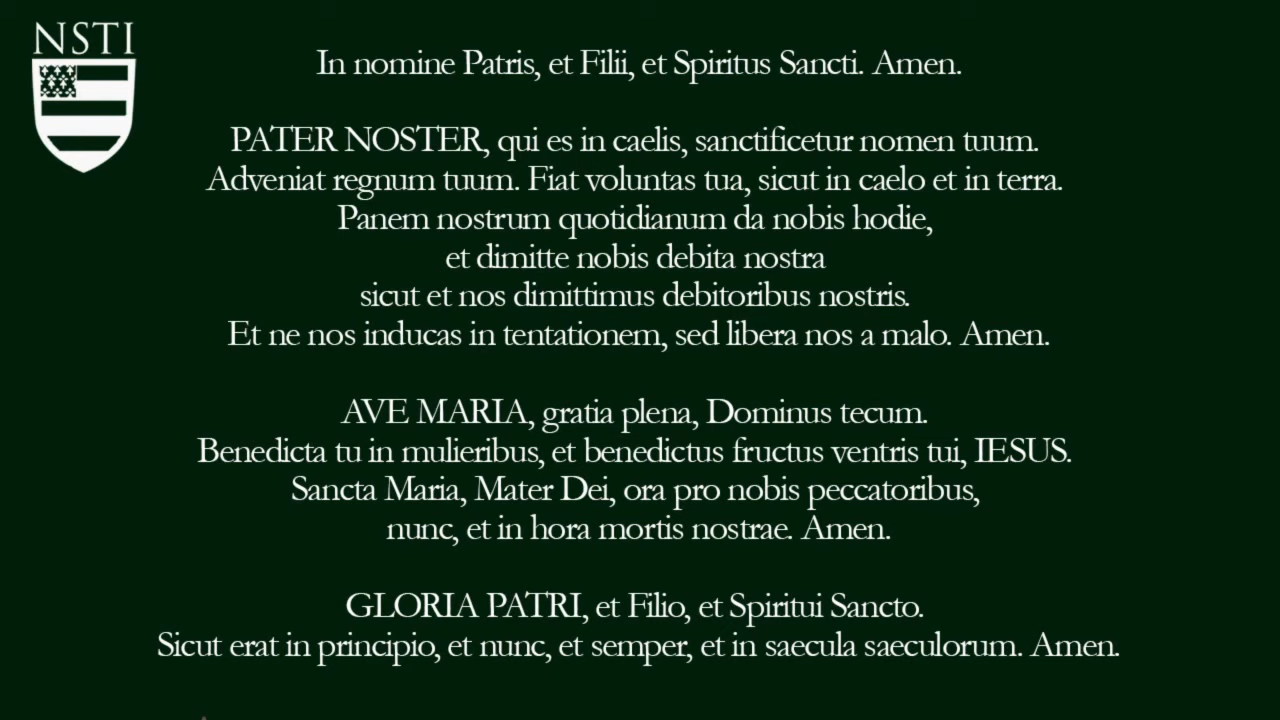 NSTI
In nomine Patris, et Filii, et Spiritus Sancti. Amen.
PATER NOSTER, qui es in caelis, sanctificetur nomen tuum.
Adveniat regnum tuum. Fiat voluntas tua, sicut in caelo et in terra.
Panem nostrum quotidianum da nobis hodie,
et dimitte nobis debita nostra
sicut et nos dimittimus debitoribus nostris.
Et ne nos inducas in tentationem, sed libera nos a malo. Amen.
AVE MARIA, gratia plena, Dominus tecum.
Benedicta tu in mulieribus, et benedictus fructus ventris tui, IESUS.
Sancta Maria, Mater Dei, ora pro nobis peccatoribus,
nunc, et in hora mortis nostrae. Amen.
GLORIA PATRI, et Filio, et Spiritui Sancto.
Sicut erat in principio, et nunc, et semper, et in saecula saeculorum. Amen.